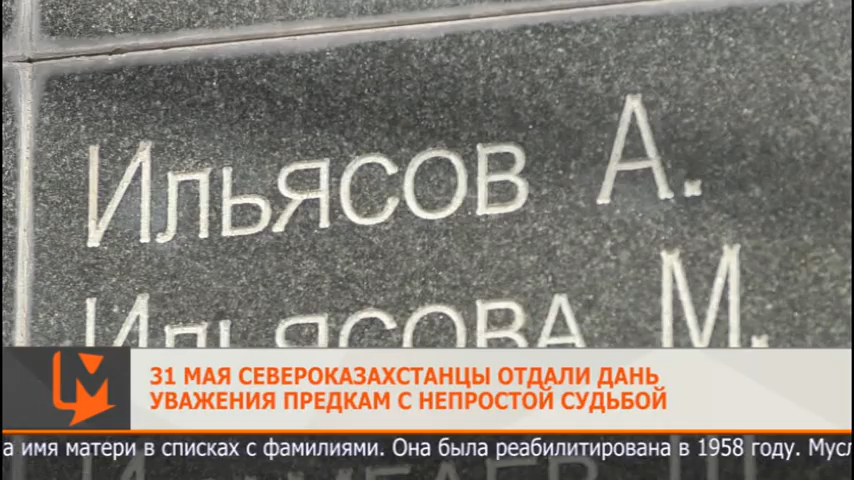 Ильясов А.
Ильясова М.
31 МАЯ СЕВЕРОКАЗАХСТАНЦЫ ОТДАЛИ ДАНЬ
УВАЖЕНИЯ ПРЕДКАМ С НЕПРОСТОЙ СУДЬБОЙ
а имя матери в списках с фамилиями. Она была реабилитирована в 1958 году. Мусл